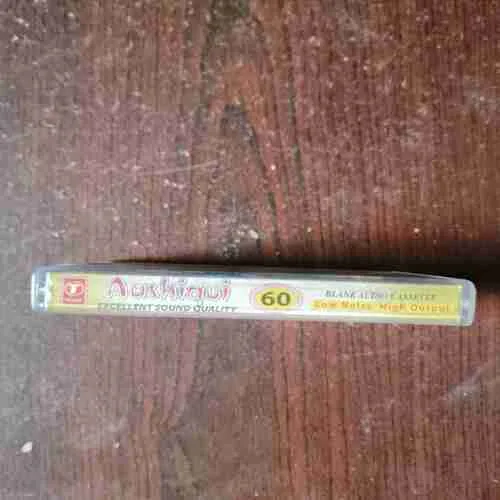 Aashiqui
EXCELLENT SOUND QUALITY
60
BLANK AUDIO CASSETTE
Low Noise High Output